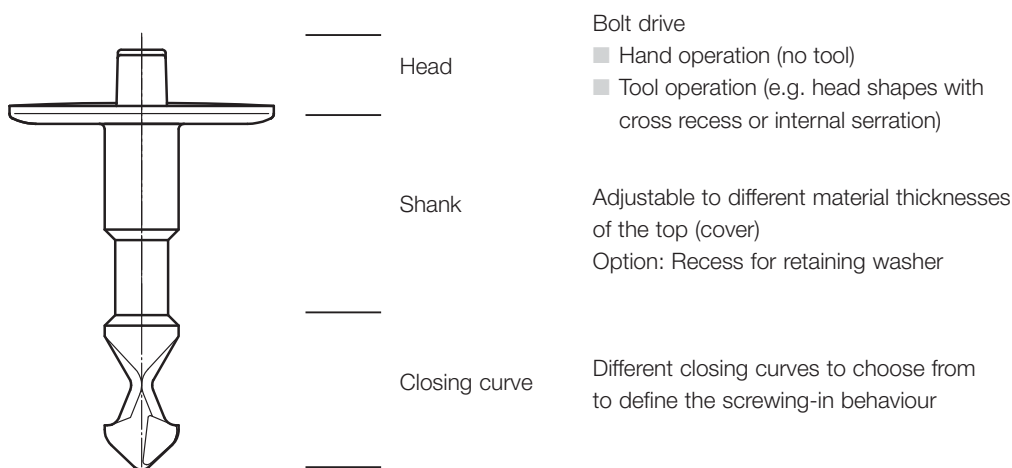 Bolt drive
Head
■ Hand operation (no tool)
■ Tool operation (e.g. head shapes with
cross recess or internal serration)
Shank
Adjustable to different material thicknesses
of the top (cover)
Option: Recess for retaining washer
Closing curve
Different closing curves to choose from
to define the screwing-in behaviour